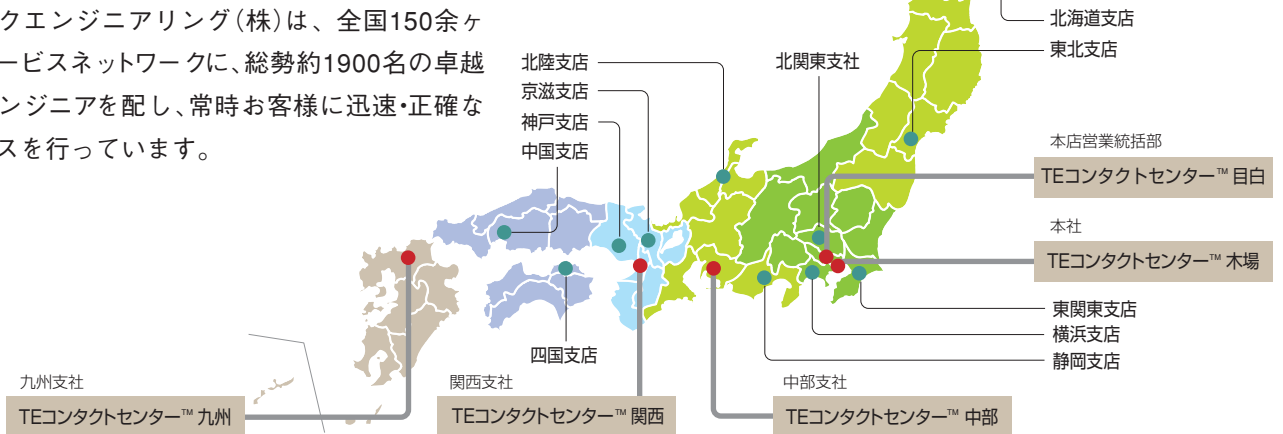 クエンジニアリング(株)は、全国150余ヶ
ービスネットワークに、総勢約1900名の卓越
ンジニアを配し、常時お客様に迅速・正確な
スを行っています。
北海道支店
東北支店
北陸支店
京滋支店
神戸支店
中国支店
北関東支社
本店営業統括部
TEコンタクトセンター™ 目白
本社
TEコンタクトセンター™ 木場
東関東支店
横浜支店
静岡支店
四国支店
九州支社
TEコンタクトセンター™ 九州
関西支社
TEコンタクトセンター™ 関西
中部支社
TEコンタクトセンター™ 中部